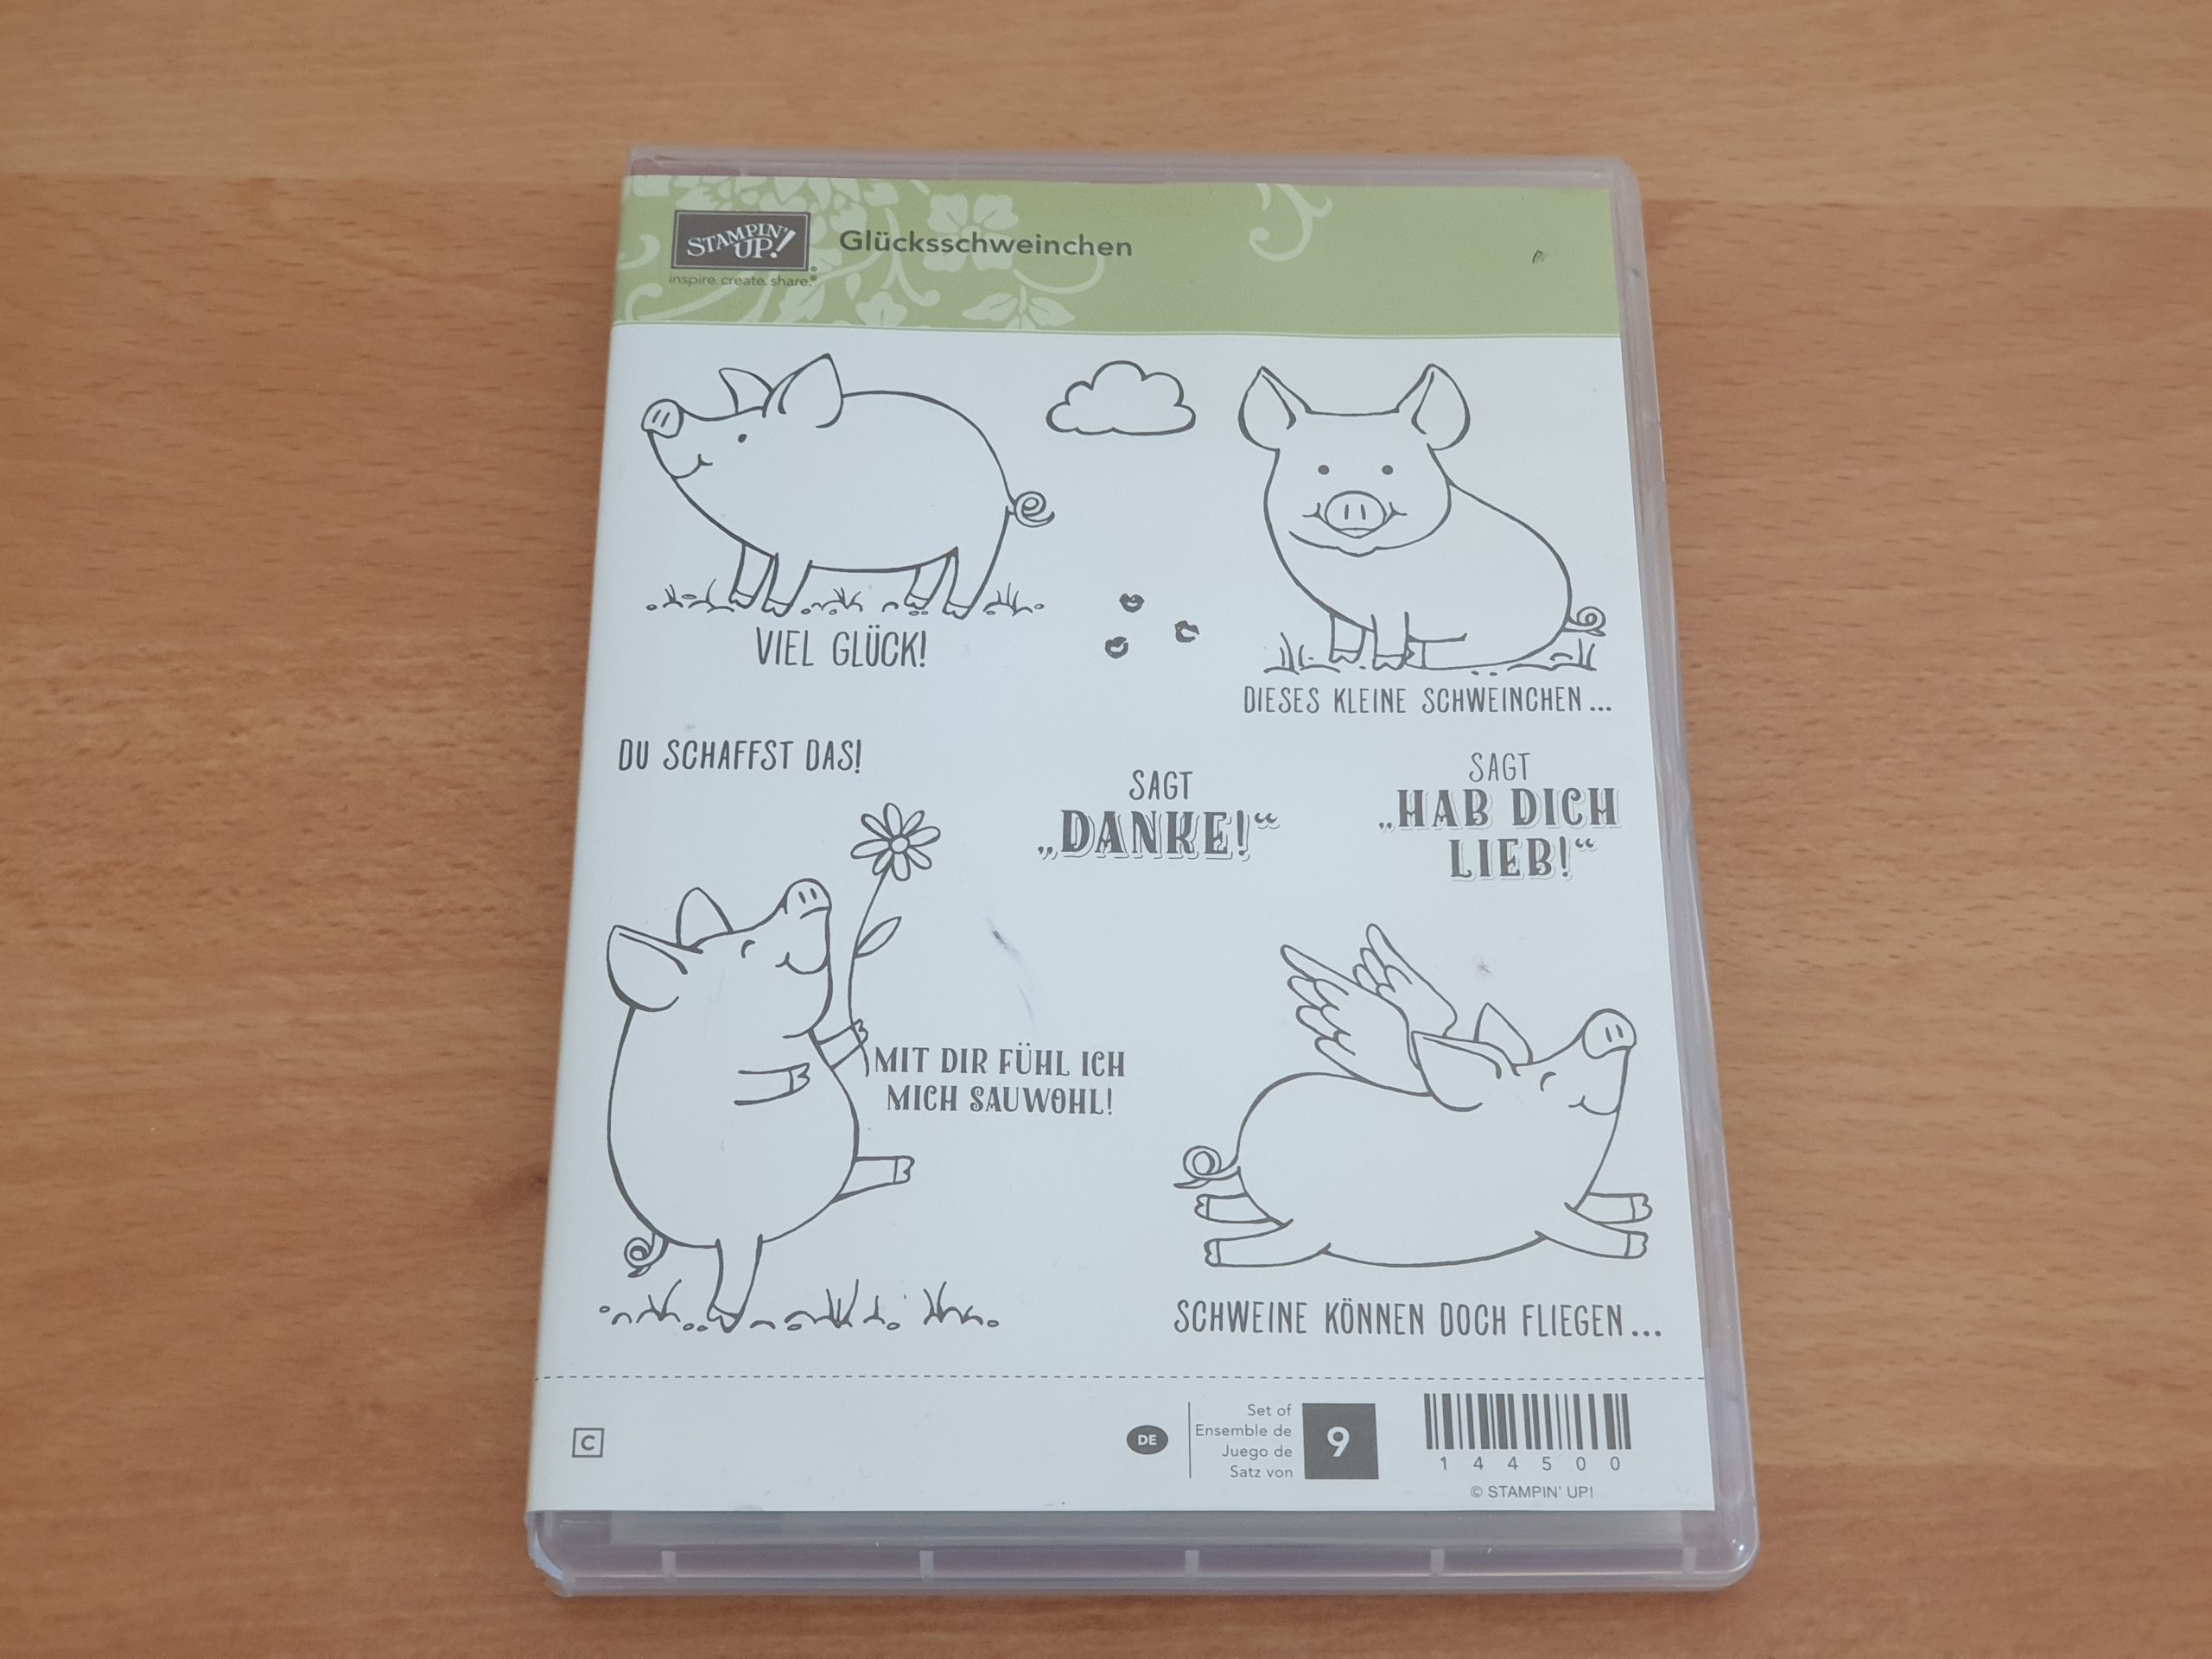 STAMPIN' UP!
inspire. create. share.
Glücksschweinchen
VIEL GLÜCK!
DIESES KLEINE SCHWEINCHEN...
DU SCHAFFST DAS!
SAGT
„DANKE!“
SAGT
„HAB DICH
LIEB!“
MIT DIR FÜHL ICH
MICH SAUWOHL!
SCHWEINE KÖNNEN DOCH FLIEGEN...
C
DE
Set of
Ensemble de
Juego de
Satz von
9
144500
© STAMPIN' UP!